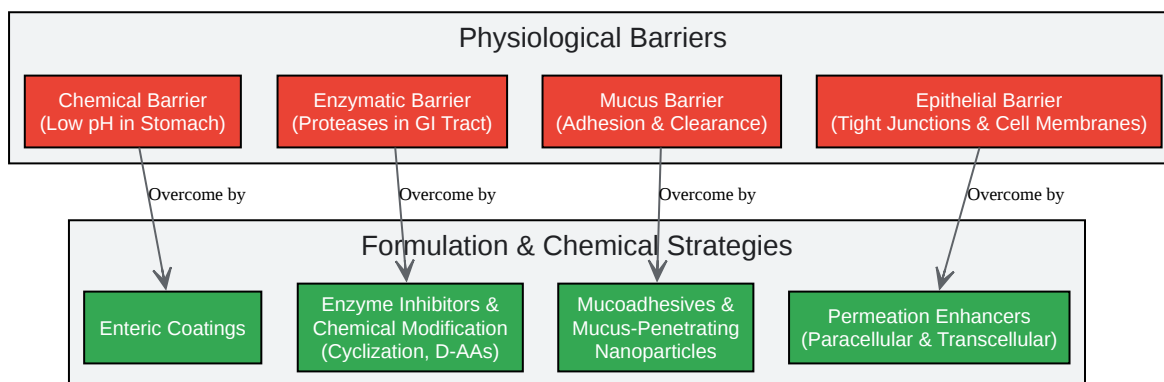 Physiological Barriers
Chemical Barrier
(Low pH in Stomach)
Enzymatic Barrier
(Proteases in GI Tract)
Mucus Barrier
(Adhesion & Clearance)
Epithelial Barrier
(Tight Junctions & Cell Membranes)
Overcome by
Overcome by
Overcome by
Overcome by
Formulation & Chemical Strategies
Enteric Coatings
Enzyme Inhibitors &
Chemical Modification
(Cyclization, D-AAs)
Mucoadhesives &
Mucus-Penetrating
Nanoparticles
Permeation Enhancers
(Paracellular & Transcellular)